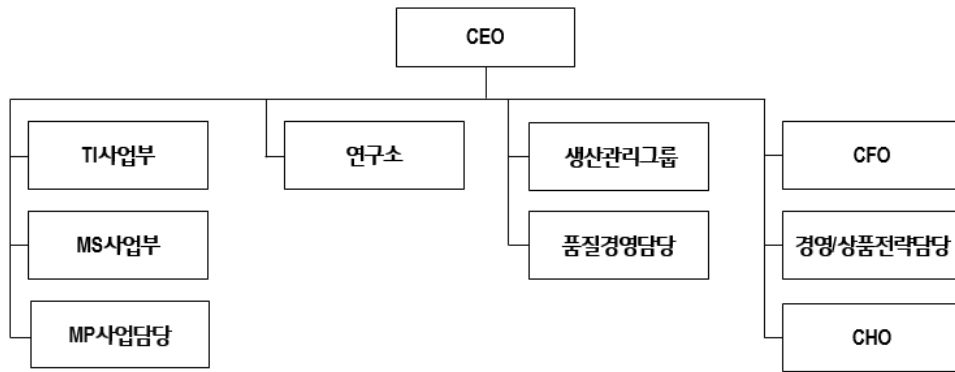 CEO
TI사업부
연구소
생산관리그룹
CFO
MS사업부
품질경영담당
경영/상품전략담당
MP사업담당
CHO